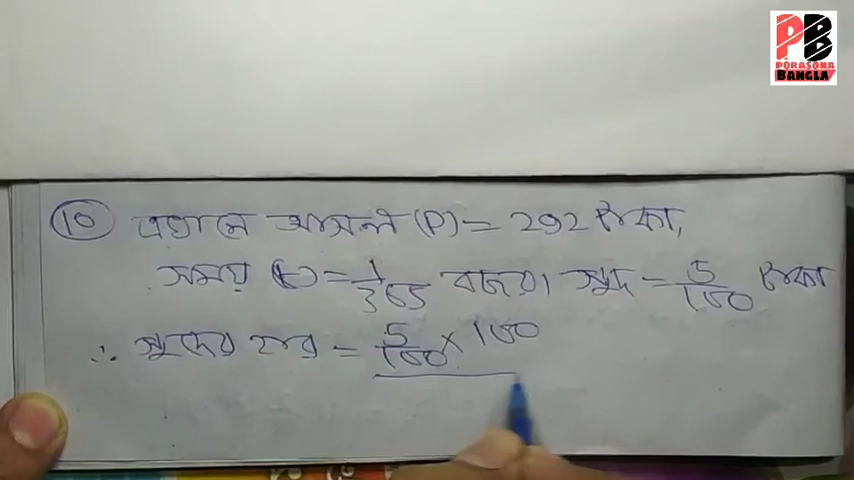 PB
PORASONA
BANGLA
10 এখানে আসল (P) = 292 টাকা,
সময় (t) = 1/365 বছর। সুদ = 5/100 টাকা
∴ সুদের হার = 5/100 × 100